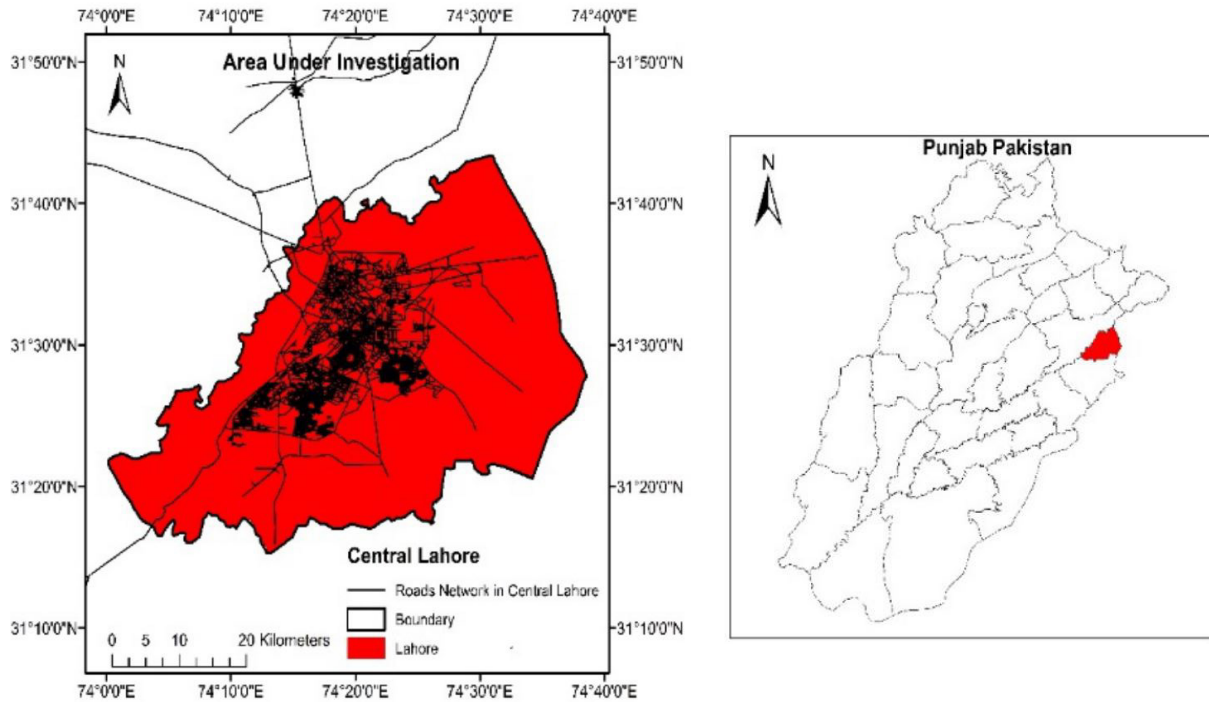 74°0'0"E 74°10'0"E 74°20'0"E 74°30'0"E 74°40'0"E
Area Under Investigation
N
31°50'0"N 31°50'0"N
31°40'0"N 31°40'0"N
31°30'0"N 31°30'0"N
31°20'0"N 31°20'0"N
31°10'0"N 31°10'0"N
Central Lahore
Roads Network in Central Lahore
Boundary
Lahore
0 5 10 20 Kilometers
74°0'0"E 74°10'0"E 74°20'0"E 74°30'0"E 74°40'0"E
Punjab Pakistan
N